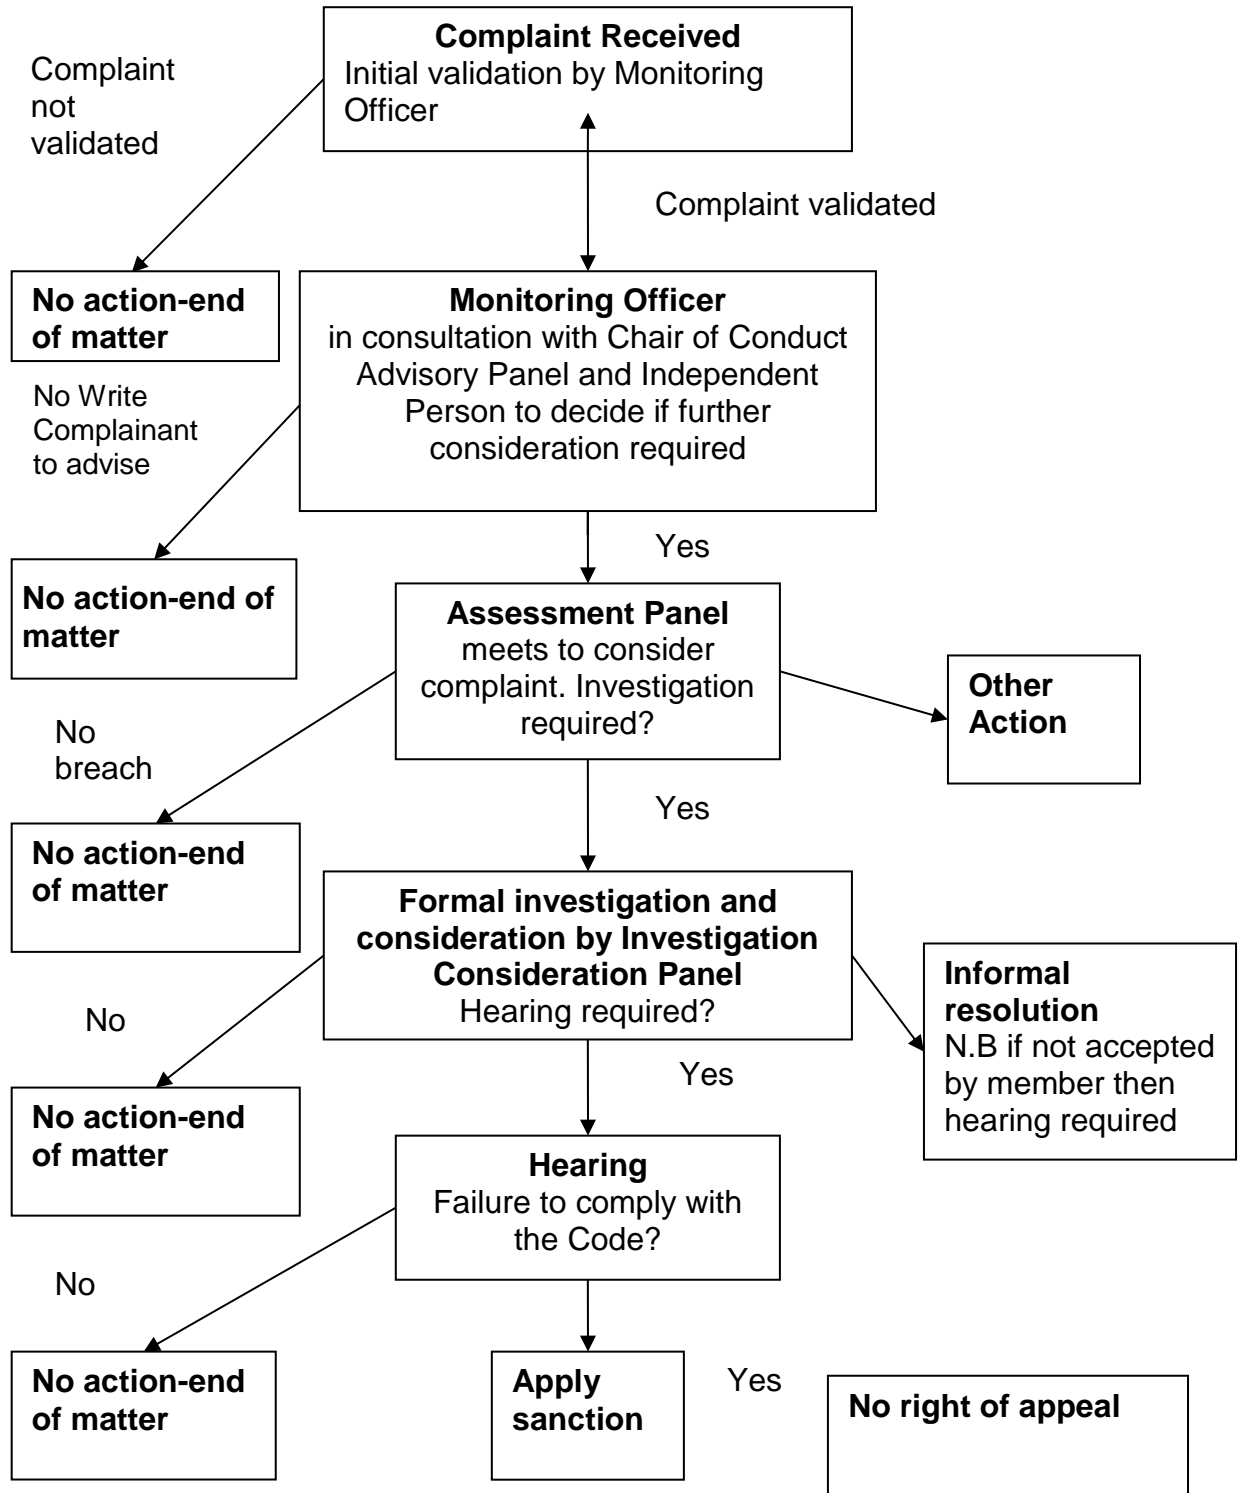 Complaint Received
Initial validation by Monitoring
Officer
Complaint
not
validated
Complaint validated
No action-end
of matter
Monitoring Officer
in consultation with Chair of Conduct
Advisory Panel and Independent
Person to decide if further
consideration required
No Write
Complainant
to advise
Yes
No action-end of
matter
Assessment Panel
meets to consider
complaint. Investigation
required?
Other
Action
No
breach
Yes
No action-end
of matter
Formal investigation and
consideration by Investigation
Consideration Panel
Hearing required?
Informal
resolution
N.B if not accepted
by member then
hearing required
No
Yes
No action-end
of matter
Hearing
Failure to comply with
the Code?
No
No action-end
of matter
Apply
sanction
Yes
No right of appeal